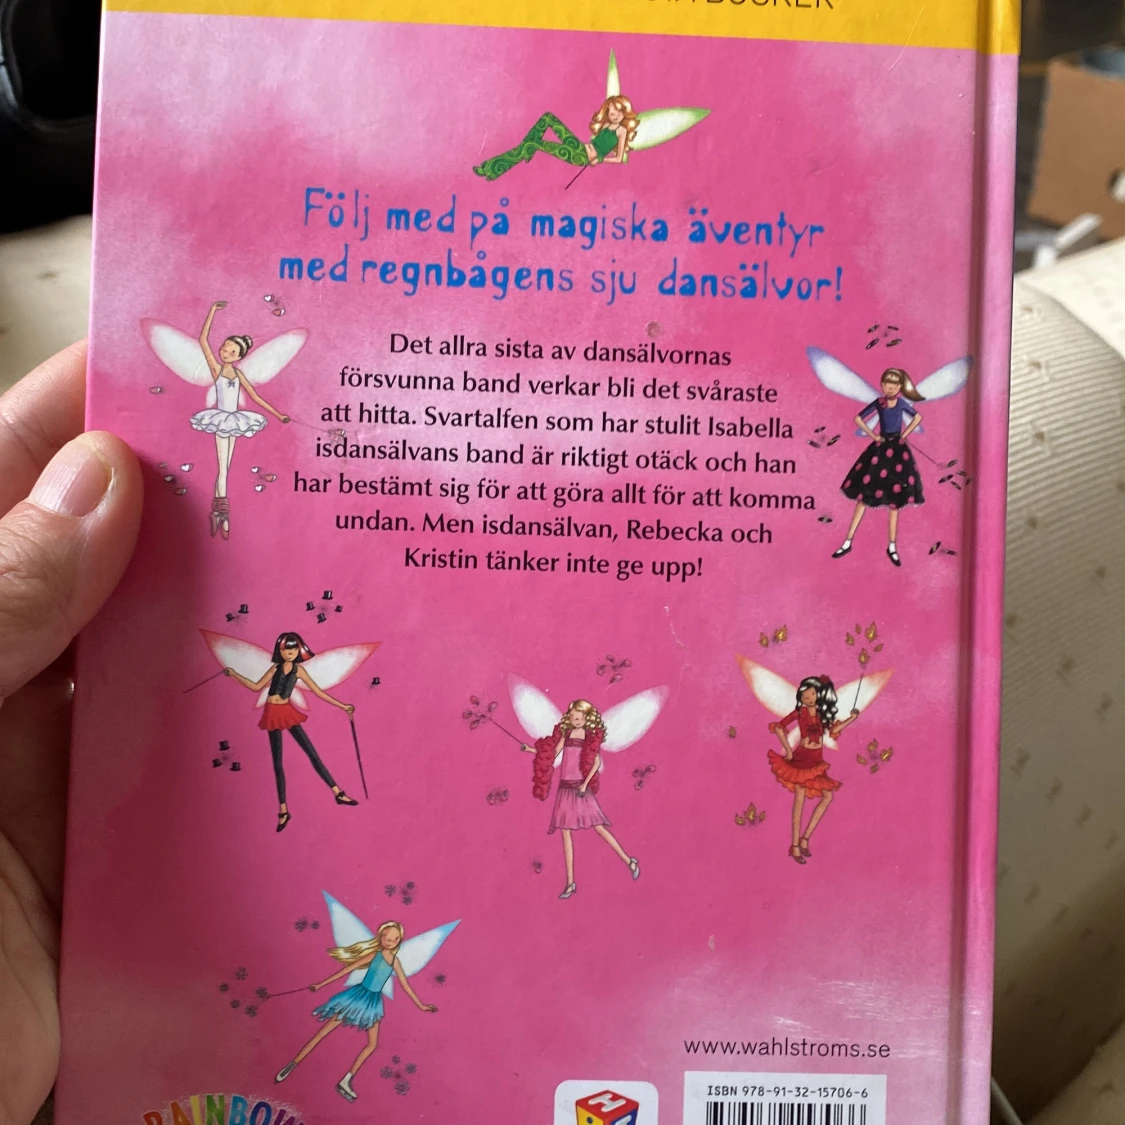 BÖCKER
Följ med på magiska äventyr
med regnbågens sju dansälvor!
Det allra sista av dansälvornas
försvunna band verkar bli det svåraste
att hitta. Svartalfen som har stulit Isabella
isdansälvans band är riktigt otäck och han
har bestämt sig för att göra allt för att komma
undan. Men isdansälvan, Rebecka och
Kristin tänker inte ge upp!
www.wahlstroms.se
ISBN 978-91-32-15706-6
RAINBOW